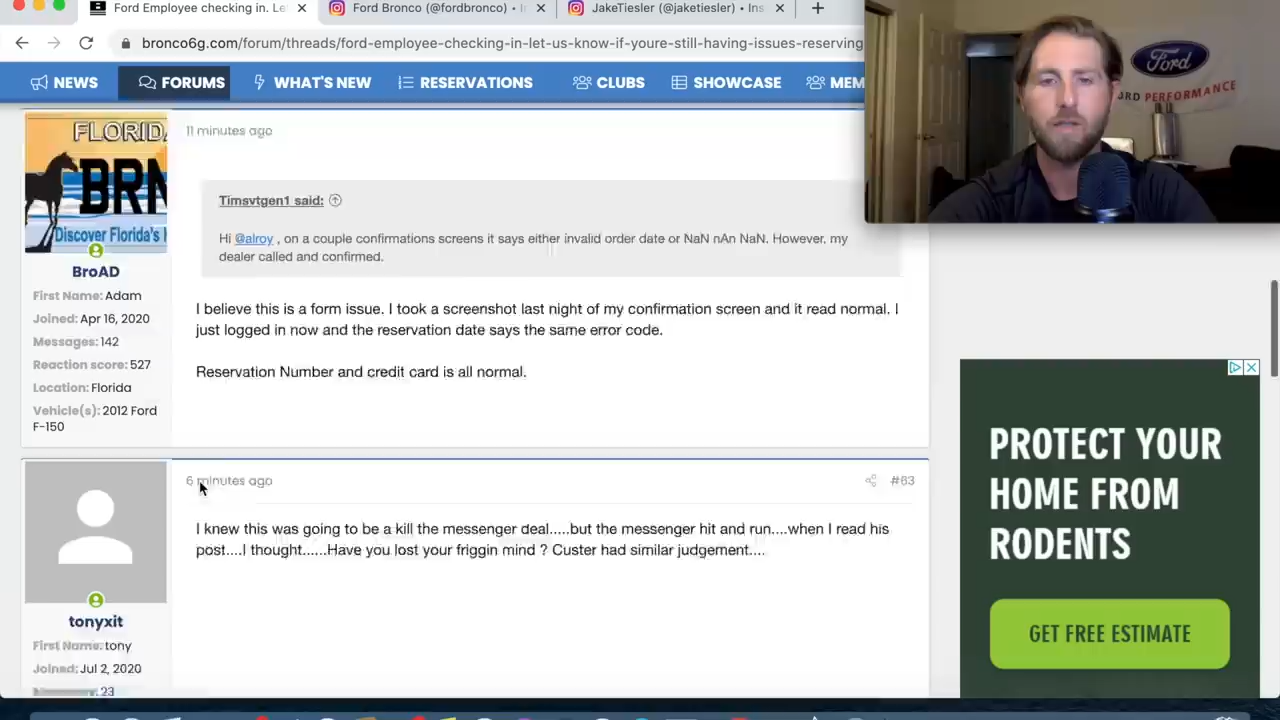 Ford Employee checking in. Le
Ford Bronco (@fordbronco) •
JakeTiesler (@jaketiesler) • Ins
bronco6g.com/forum/threads/ford-employee-checking-in-let-us-know-if-youre-still-having-issues-reserving
NEWS
FORUMS
WHAT'S NEW
RESERVATIONS
CLUBS
SHOWCASE
MEM
Ford
RD PERFORMANCE
11 minutes ago
FLORIDA
BRN
Discover Florida's
BroAD
First Name: Adam
Joined: Apr 16, 2020
Messages: 142
Reaction score: 527
Location: Florida
Vehicle(s): 2012 Ford
F-150
Timsvtgen1 said:
Hi @alroy , on a couple confirmations screens it says either invalid order date or NaN nAn NaN. However, my
dealer called and confirmed.
I believe this is a form issue. I took a screenshot last night of my confirmation screen and it read normal. I
just logged in now and the reservation date says the same error code.
Reservation Number and credit card is all normal.
6 minutes ago
#63
tonyxit
First Name: tony
Joined: Jul 2, 2020
23
I knew this was going to be a kill the messenger deal.....but the messenger hit and run....when I read his
post....I thought......Have you lost your friggin mind ? Custer had similar judgement....
PROTECT YOUR
HOME FROM
RODENTS
GET FREE ESTIMATE